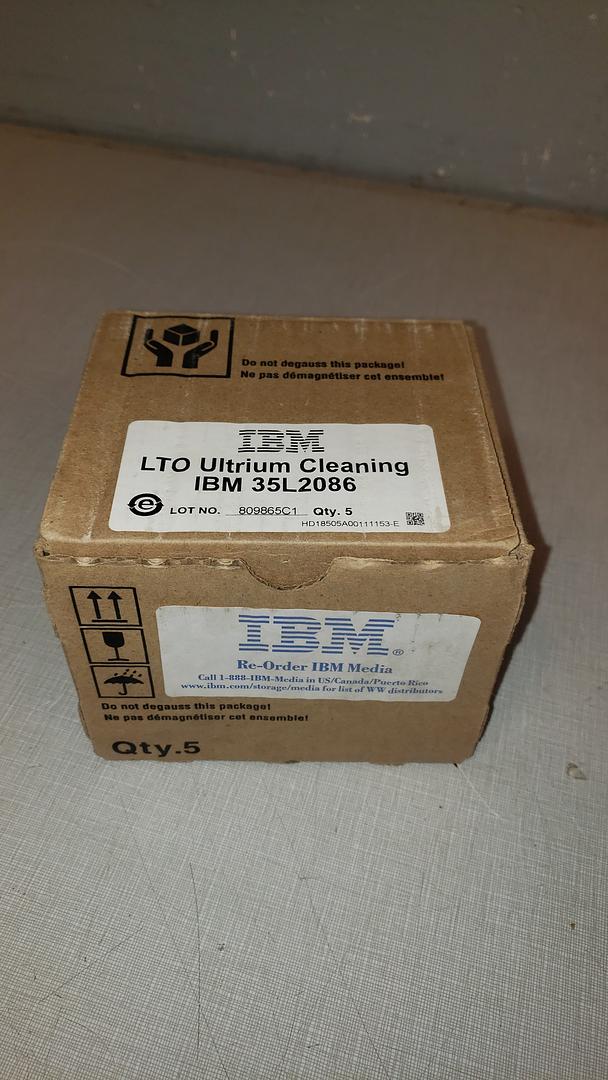 Do not degauss this package!
Ne pas démagnétiser cet ensemble!
IBM
LTO Ultrium Cleaning
IBM 35L2086
e LOT NO. 809865C1 Qty. 5
HD18505A00111153-E
IBM®
Re-Order IBM Media
Call 1-888-IBM-Media in US/Canada/Puerto Rico
www.ibm.com/storage/media for list of WW distributors
Do not degauss this package!
Ne pas démagnétiser cet ensemble!
Qty.5